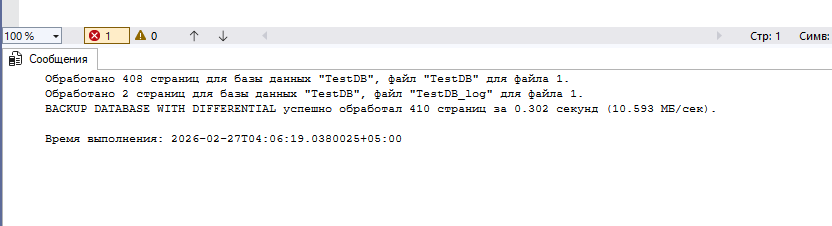 100 %
1
0
Стр: 1
Симв:
Сообщения
Обработано 408 страниц для базы данных "TestDB", файл "TestDB" для файла 1.
Обработано 2 страниц для базы данных "TestDB", файл "TestDB_log" для файла 1.
BACKUP DATABASE WITH DIFFERENTIAL успешно обработал 410 страниц за 0.302 секунд (10.593 МБ/сек).
Время выполнения: 2026-02-27T04:06:19.0380025+05:00